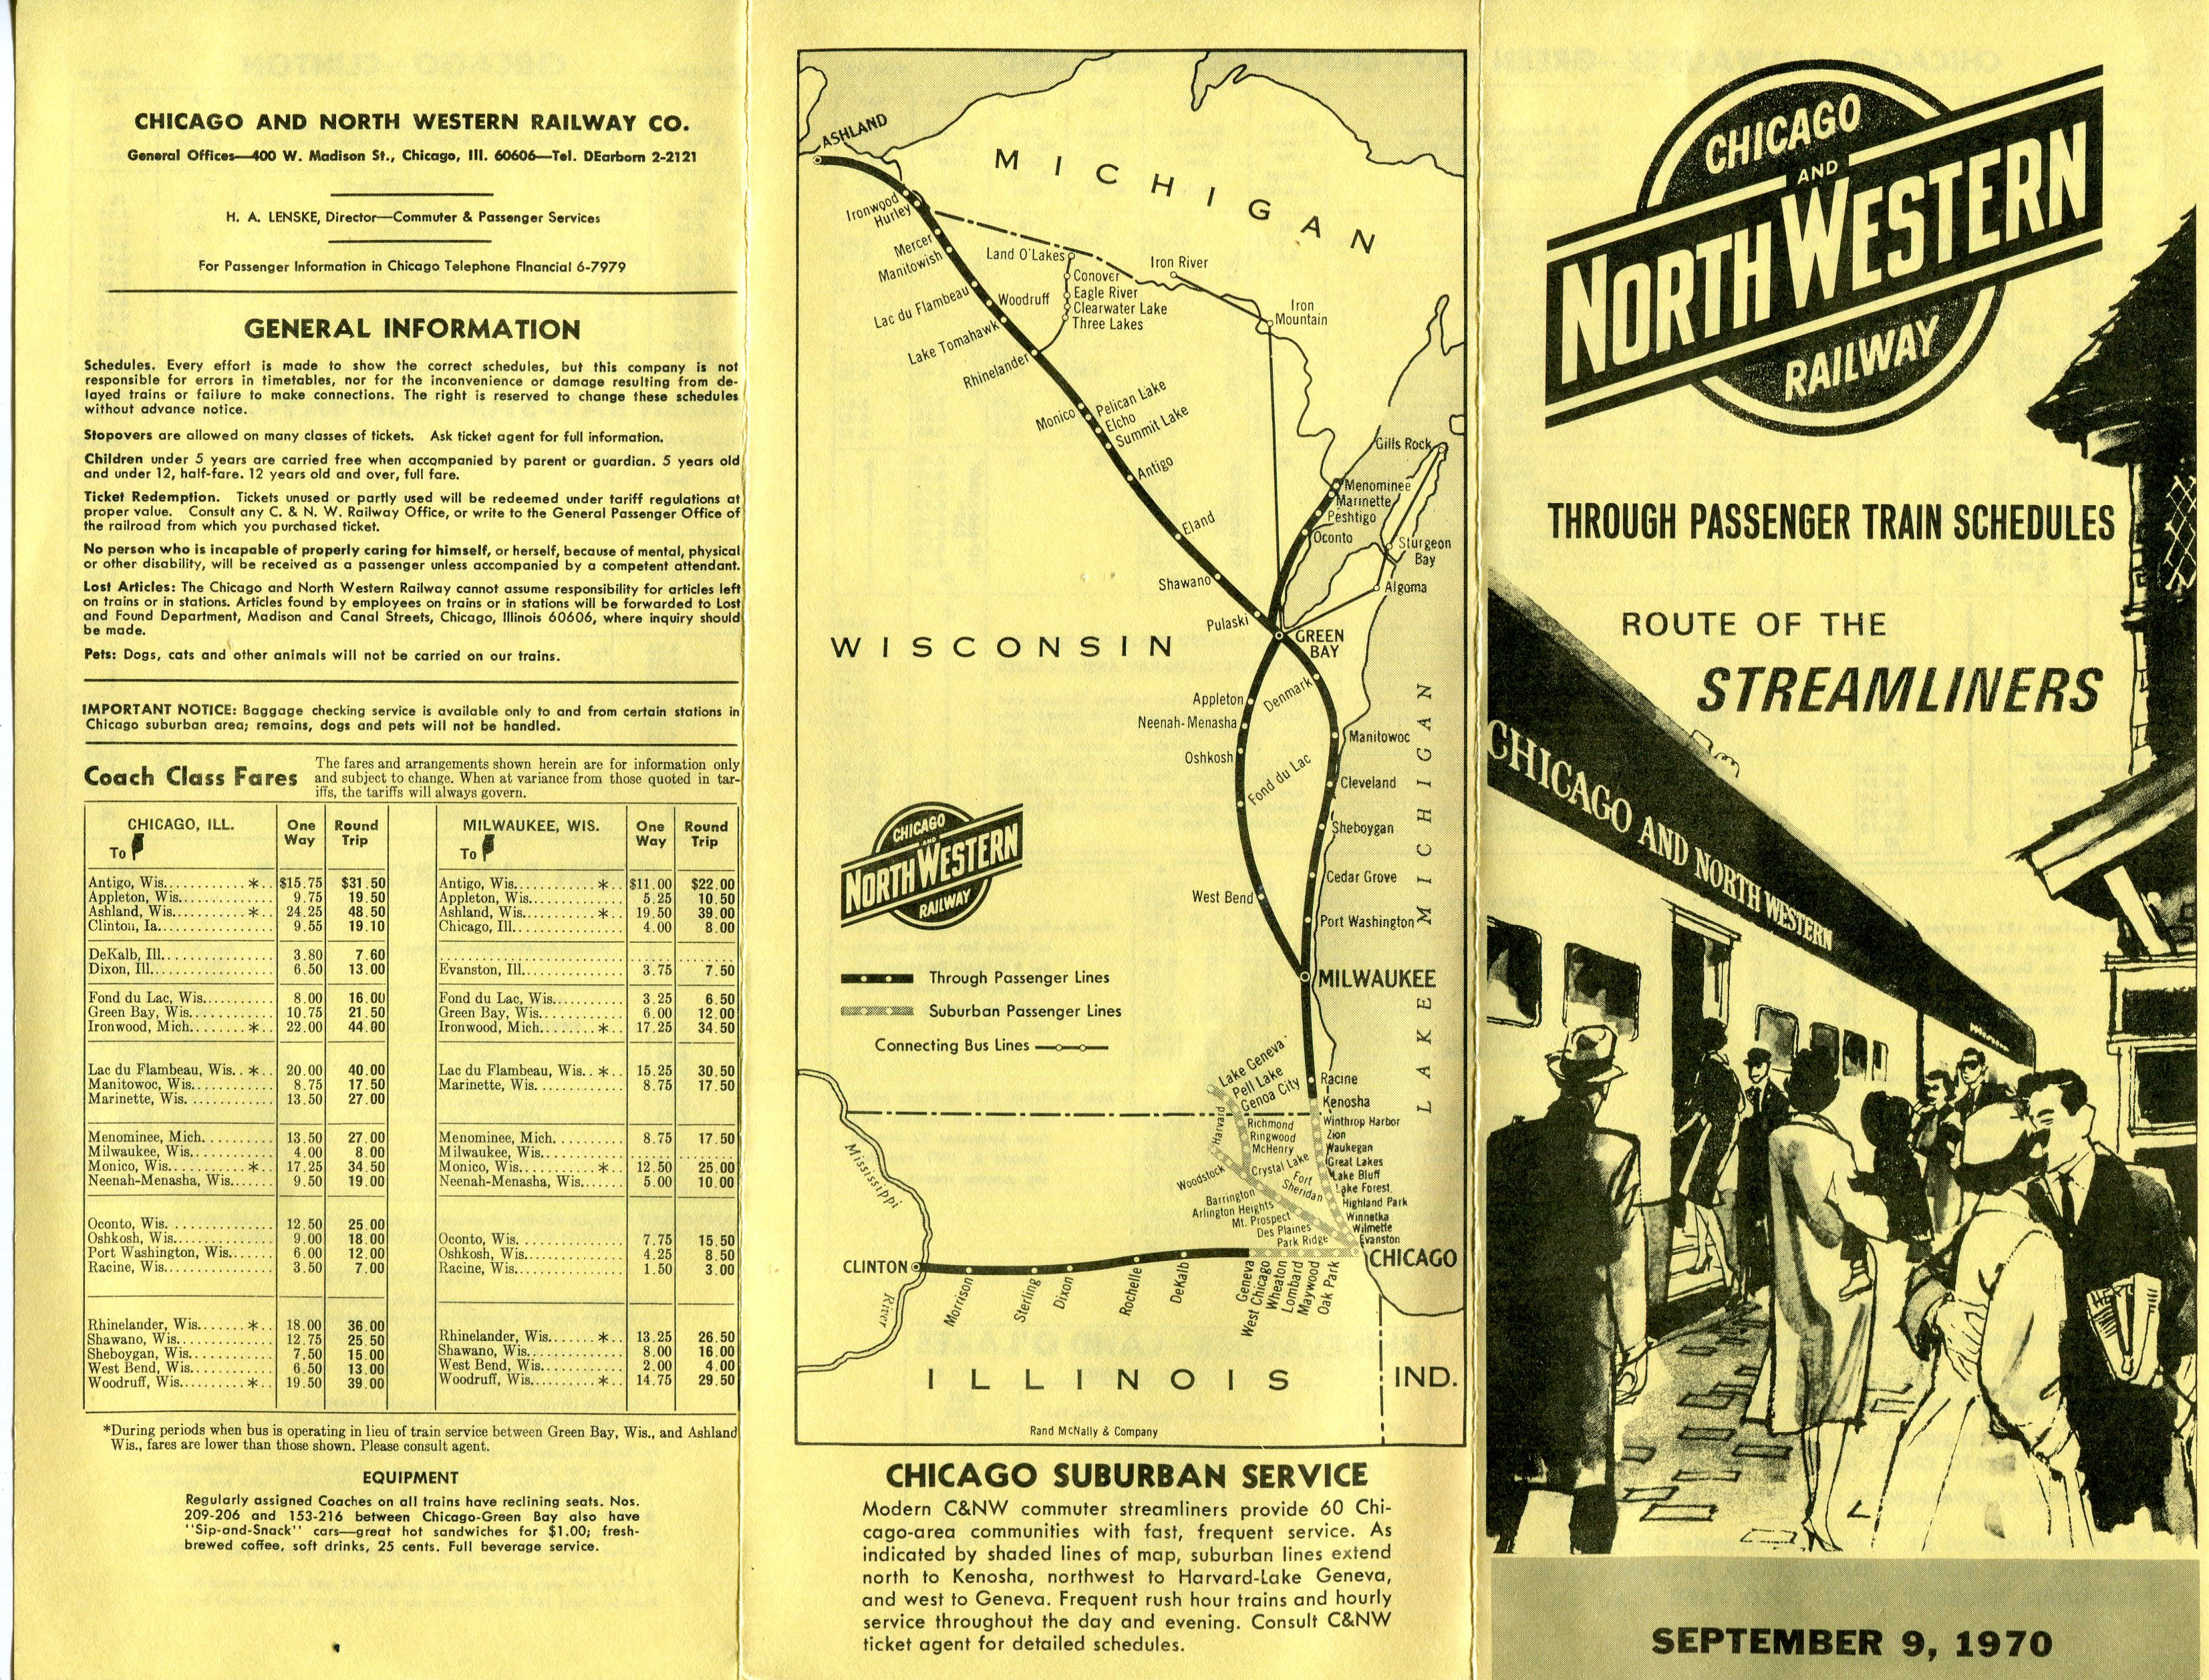 CHICAGO AND NORTH WESTERN RAILWAY CO.
General Offices—400 W. Madison St., Chicago, Ill. 60606—Tel. DEarborn 2-2121
H. A. LENSKE, Director—Commuter & Passenger Services
For Passenger Information in Chicago Telephone FInancial 6-7979
GENERAL INFORMATION
Schedules. Every effort is made to show the correct schedules, but this company is not
responsible for errors in timetables, nor for the inconvenience or damage resulting from de-
layed trains or failure to make connections. The right is reserved to change these schedules
without advance notice.
Stopovers are allowed on many classes of tickets. Ask ticket agent for full information.
Children under 5 years are carried free when accompanied by parent or guardian. 5 years old
and under 12, half-fare. 12 years old and over, full fare.
Ticket Redemption. Tickets unused or partly used will be redeemed under tariff regulations at
proper value. Consult any C. & N. W. Railway Office, or write to the General Passenger Office of
the railroad from which you purchased ticket.
No person who is incapable of properly caring for himself, or herself, because of mental, physical
or other disability, will be received as a passenger unless accompanied by a competent attendant.
Lost Articles: The Chicago and North Western Railway cannot assume responsibility for articles left
on trains or in stations. Articles found by employees on trains or in stations will be forwarded to Lost
and Found Department, Madison and Canal Streets, Chicago, Illinois 60606, where inquiry should
be made.
Pets: Dogs, cats and other animals will not be carried on our trains.
IMPORTANT NOTICE: Baggage checking service is available only to and from certain stations in
Chicago suburban area; remains, dogs and pets will not be handled.
Coach Class Fares
The fares and arrangements shown herein are for information only
and subject to change. When at variance from those quoted in tar-
iffs, the tariffs will always govern.
CHICAGO, ILL. To One Way Round Trip MILWAUKEE, WIS. To One Way Round Trip
Antigo, Wis. * $15.75 $31.50 Antigo, Wis. * $11.00 $22.00
Appleton, Wis. 9.75 19.50 Appleton, Wis. 5.25 10.50
Ashland, Wis. * 24.25 48.50 Ashland, Wis. * 19.50 39.00
Clinton, Ia. 9.55 19.10 Chicago, Ill. 4.00 8.00
DeKalb, Ill. 3.80 7.60
Dixon, Ill. 6.50 13.00 Evanston, Ill. 3.75 7.50
Fond du Lac, Wis. 8.00 16.00 Fond du Lac, Wis. 3.25 6.50
Green Bay, Wis. 10.75 21.50 Green Bay, Wis. 6.00 12.00
Ironwood, Mich. * 22.00 44.00 Ironwood, Mich. * 17.25 34.50
Lac du Flambeau, Wis. * 20.00 40.00 Lac du Flambeau, Wis. * 15.25 30.50
Manitowoc, Wis. 8.75 17.50 Marinette, Wis. 8.75 17.50
Marinette, Wis. 13.50 27.00
Menominee, Mich. 13.50 27.00 Menominee, Mich. 8.75 17.50
Milwaukee, Wis. 4.00 8.00 Milwaukee, Wis.
Monico, Wis. * 17.25 34.50 Monico, Wis. * 12.50 25.00
Neenah-Menasha, Wis. 9.50 19.00 Neenah-Menasha, Wis. 5.00 10.00
Oconto, Wis. 12.50 25.00
Oshkosh, Wis. 9.00 18.00 Oconto, Wis. 7.75 15.50
Port Washington, Wis. 6.00 12.00 Oshkosh, Wis. 4.25 8.50
Racine, Wis. 3.50 7.00 Racine, Wis. 1.50 3.00
Rhinelander, Wis. * 18.00 36.00 Rhinelander, Wis. * 13.25 26.50
Shawano, Wis. 12.75 25.50 Shawano, Wis. 8.00 16.00
Sheboygan, Wis. 7.50 15.00
West Bend, Wis. 6.50 13.00 West Bend, Wis. 2.00 4.00
Woodruff, Wis. * 19.50 39.00 Woodruff, Wis. * 14.75 29.50
*During periods when bus is operating in lieu of train service between Green Bay, Wis., and Ashland
Wis., fares are lower than those shown. Please consult agent.
EQUIPMENT
Regularly assigned Coaches on all trains have reclining seats. Nos.
209-206 and 153-216 between Chicago-Green Bay also have
"Sip-and-Snack" cars—great hot sandwiches for $1.00; fresh-
brewed coffee, soft drinks, 25 cents. Full beverage service.
ASHLAND
MICHIGAN
Ironwood
Hurley
Mercer
Manitowish
Land O'Lakes
Conover
Eagle River
Clearwater Lake
Three Lakes
Iron River
Iron
Mountain
Lac du Flambeau
Woodruff
Lake Tomahawk
Rhinelander
Monico
Pelican Lake
Elcho
Summit Lake
Antigo
Eland
Shawano
Pulaski
Gills Rock
Menominee
Marinette
Peshtigo
Oconto
Sturgeon
Bay
Algoma
WISCONSIN
GREEN
BAY
Appleton
Denmark
Neenah-Menasha
Manitowoc
Oshkosh
Fond du Lac
Cleveland
Sheboygan
Cedar Grove
West Bend
Port Washington
LAKE MICHIGAN
CHICAGO
AND
NORTH WESTERN
RAILWAY
MILWAUKEE
Through Passenger Lines
Suburban Passenger Lines
Connecting Bus Lines
Lake Geneva
Pell Lake
Genoa City
Racine
Kenosha
Harvard
Richmond
Ringwood
McHenry
Winthrop Harbor
Zion
Waukegan
Great Lakes
Lake Bluff
Lake Forest
Highland Park
Winnetka
Wilmette
Evanston
Woodstock
Crystal Lake
Fort
Sheridan
Barrington
Arlington Heights
Mt. Prospect
Des Plaines
Park Ridge
Mississippi
River
CLINTON
Morrison
Sterling
Dixon
Rochelle
DeKalb
Geneva
West Chicago
Wheaton
Lombard
Maywood
Oak Park
CHICAGO
ILLINOIS
IND.
Rand McNally & Company
CHICAGO SUBURBAN SERVICE
Modern C&NW commuter streamliners provide 60 Chi-
cago-area communities with fast, frequent service. As
indicated by shaded lines of map, suburban lines extend
north to Kenosha, northwest to Harvard-Lake Geneva,
and west to Geneva. Frequent rush hour trains and hourly
service throughout the day and evening. Consult C&NW
ticket agent for detailed schedules.
CHICAGO
AND
NORTH WESTERN
RAILWAY
THROUGH PASSENGER TRAIN SCHEDULES
ROUTE OF THE
STREAMLINERS
CHICAGO AND NORTH WESTERN
SEPTEMBER 9, 1970